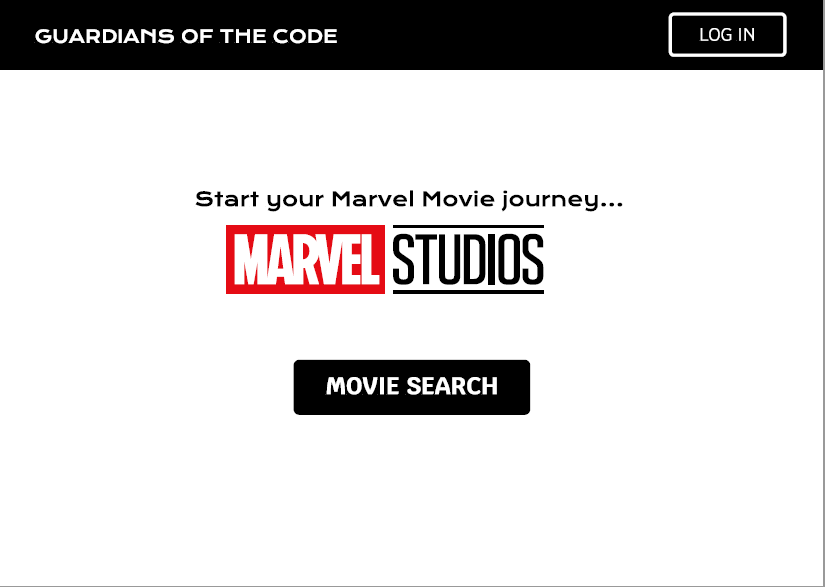 GUARDIANS OF THE CODE
LOG IN
Start your Marvel Movie journey...
MARVEL STUDIOS
MOVIE SEARCH